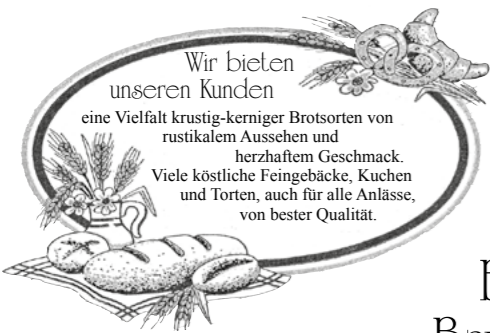 Wir bieten
unseren Kunden
eine Vielfalt krustig-kerniger Brotsorten von
rustikalem Aussehen und
herzhaftem Geschmack.
Viele köstliche Feingebäcke, Kuchen
und Torten, auch für alle Anlässe,
von bester Qualität.